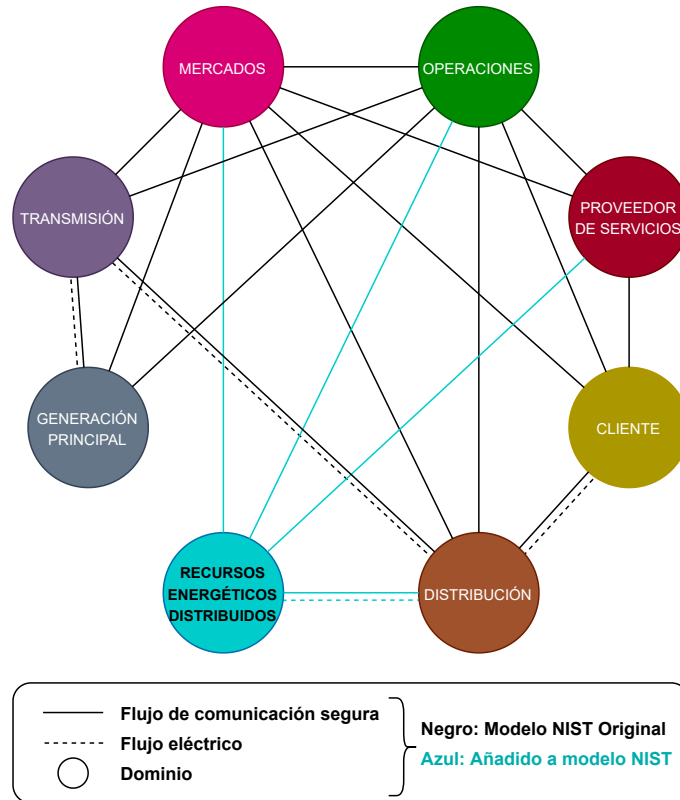 MERCADOS
OPERACIONES
TRANSMISIÓN
PROVEEDOR
DE SERVICIOS
GENERACIÓN
PRINCIPAL
CLIENTE
RECURSOS
ENERGÉTICOS
DISTRIBUIDOS
DISTRIBUCIÓN
Flujo de comunicación segura
Flujo eléctrico
Dominio
Negro: Modelo NIST Original
Azul: Añadido a modelo NIST